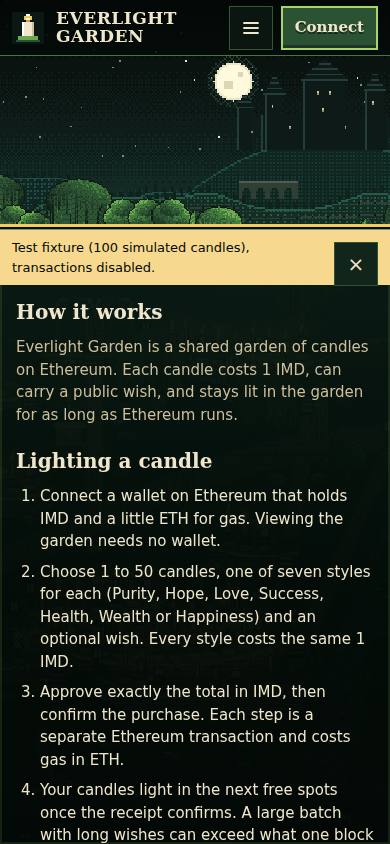 EVERLIGHT
GARDEN
Connect
Test fixture (100 simulated candles),
transactions disabled.
How it works
Everlight Garden is a shared garden of candles
on Ethereum. Each candle costs 1 IMD, can
carry a public wish, and stays lit in the garden
for as long as Ethereum runs.
Lighting a candle
1. Connect a wallet on Ethereum that holds
IMD and a little ETH for gas. Viewing the
garden needs no wallet.
2. Choose 1 to 50 candles, one of seven styles
for each (Purity, Hope, Love, Success,
Health, Wealth or Happiness) and an
optional wish. Every style costs the same 1
IMD.
3. Approve exactly the total in IMD, then
confirm the purchase. Each step is a
separate Ethereum transaction and costs
gas in ETH.
4. Your candles light in the next free spots
once the receipt confirms. A large batch
with long wishes can exceed what one block